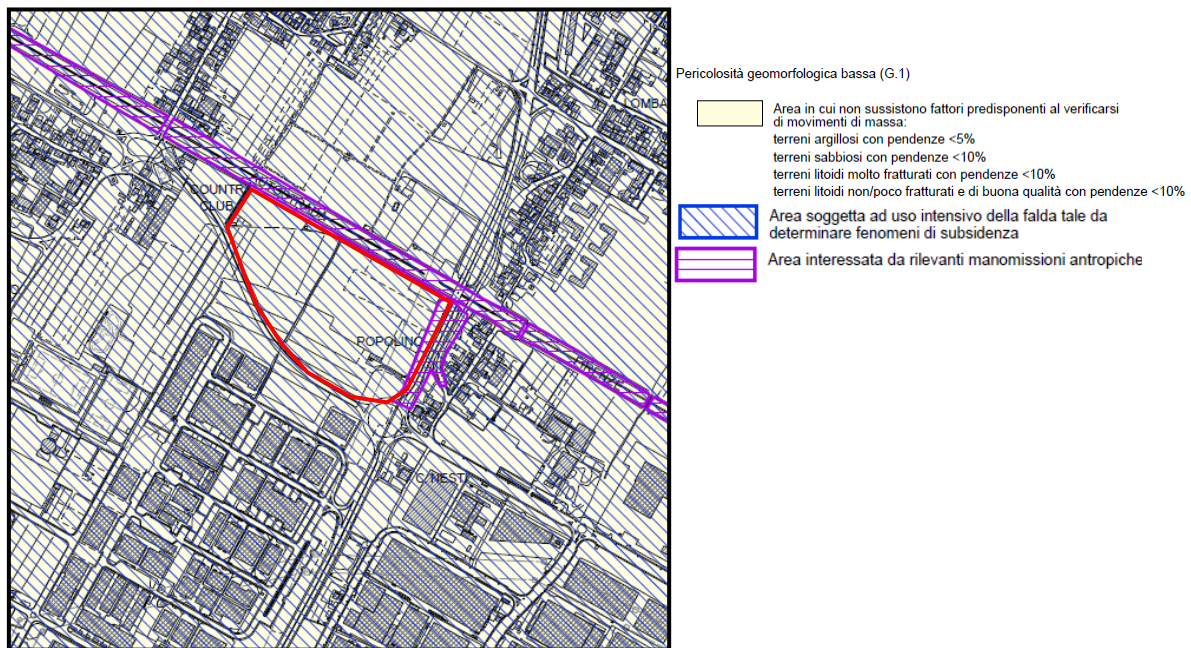 LOMBA
COUNTR
CLUB
POPOLINO
C.NESTI
Pericolosità geomorfologica bassa (G.1)
Area in cui non sussistono fattori predisponenti al verificarsi
di movimenti di massa:
terreni argillosi con pendenze <5%
terreni sabbiosi con pendenze <10%
terreni litoidi molto fratturati con pendenze <10%
terreni litoidi non/poco fratturati e di buona qualità con pendenze <10%
Area soggetta ad uso intensivo della falda tale da
determinare fenomeni di subsidenza
Area interessata da rilevanti manomissioni antropiche